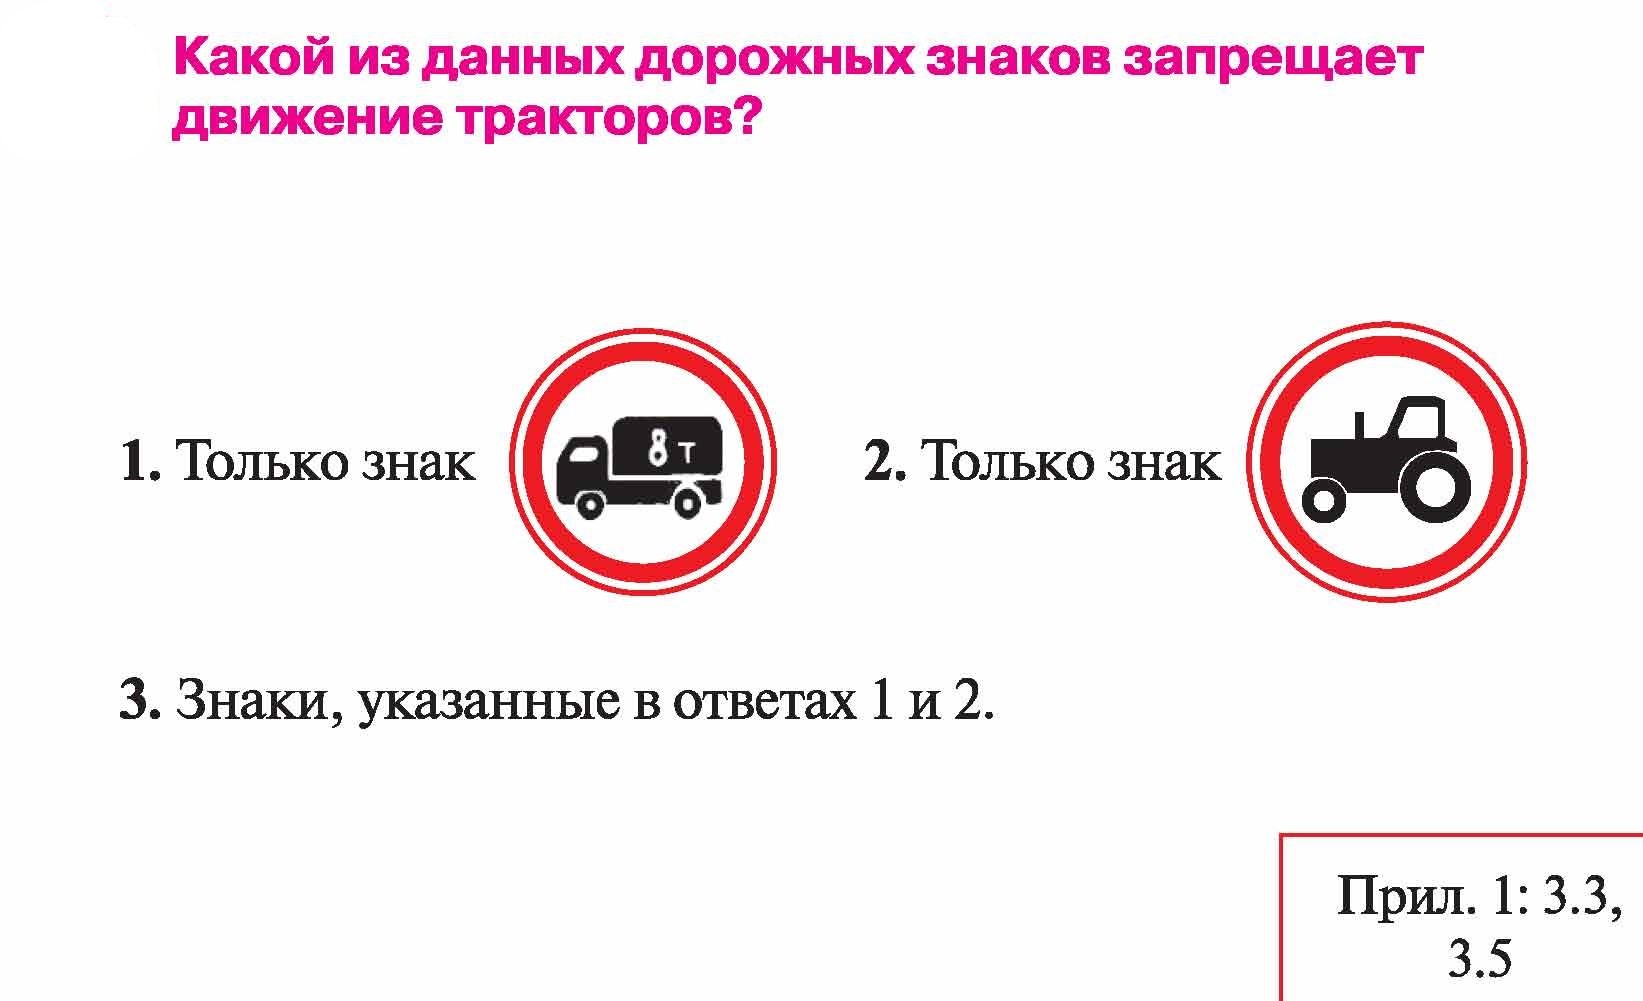 Какой из данных дорожных знаков запрещает
движение тракторов?
1. Только знак
8 т
2. Только знак
3. Знаки, указанные в ответах 1 и 2.
Прил. 1: 3.3,
3.5